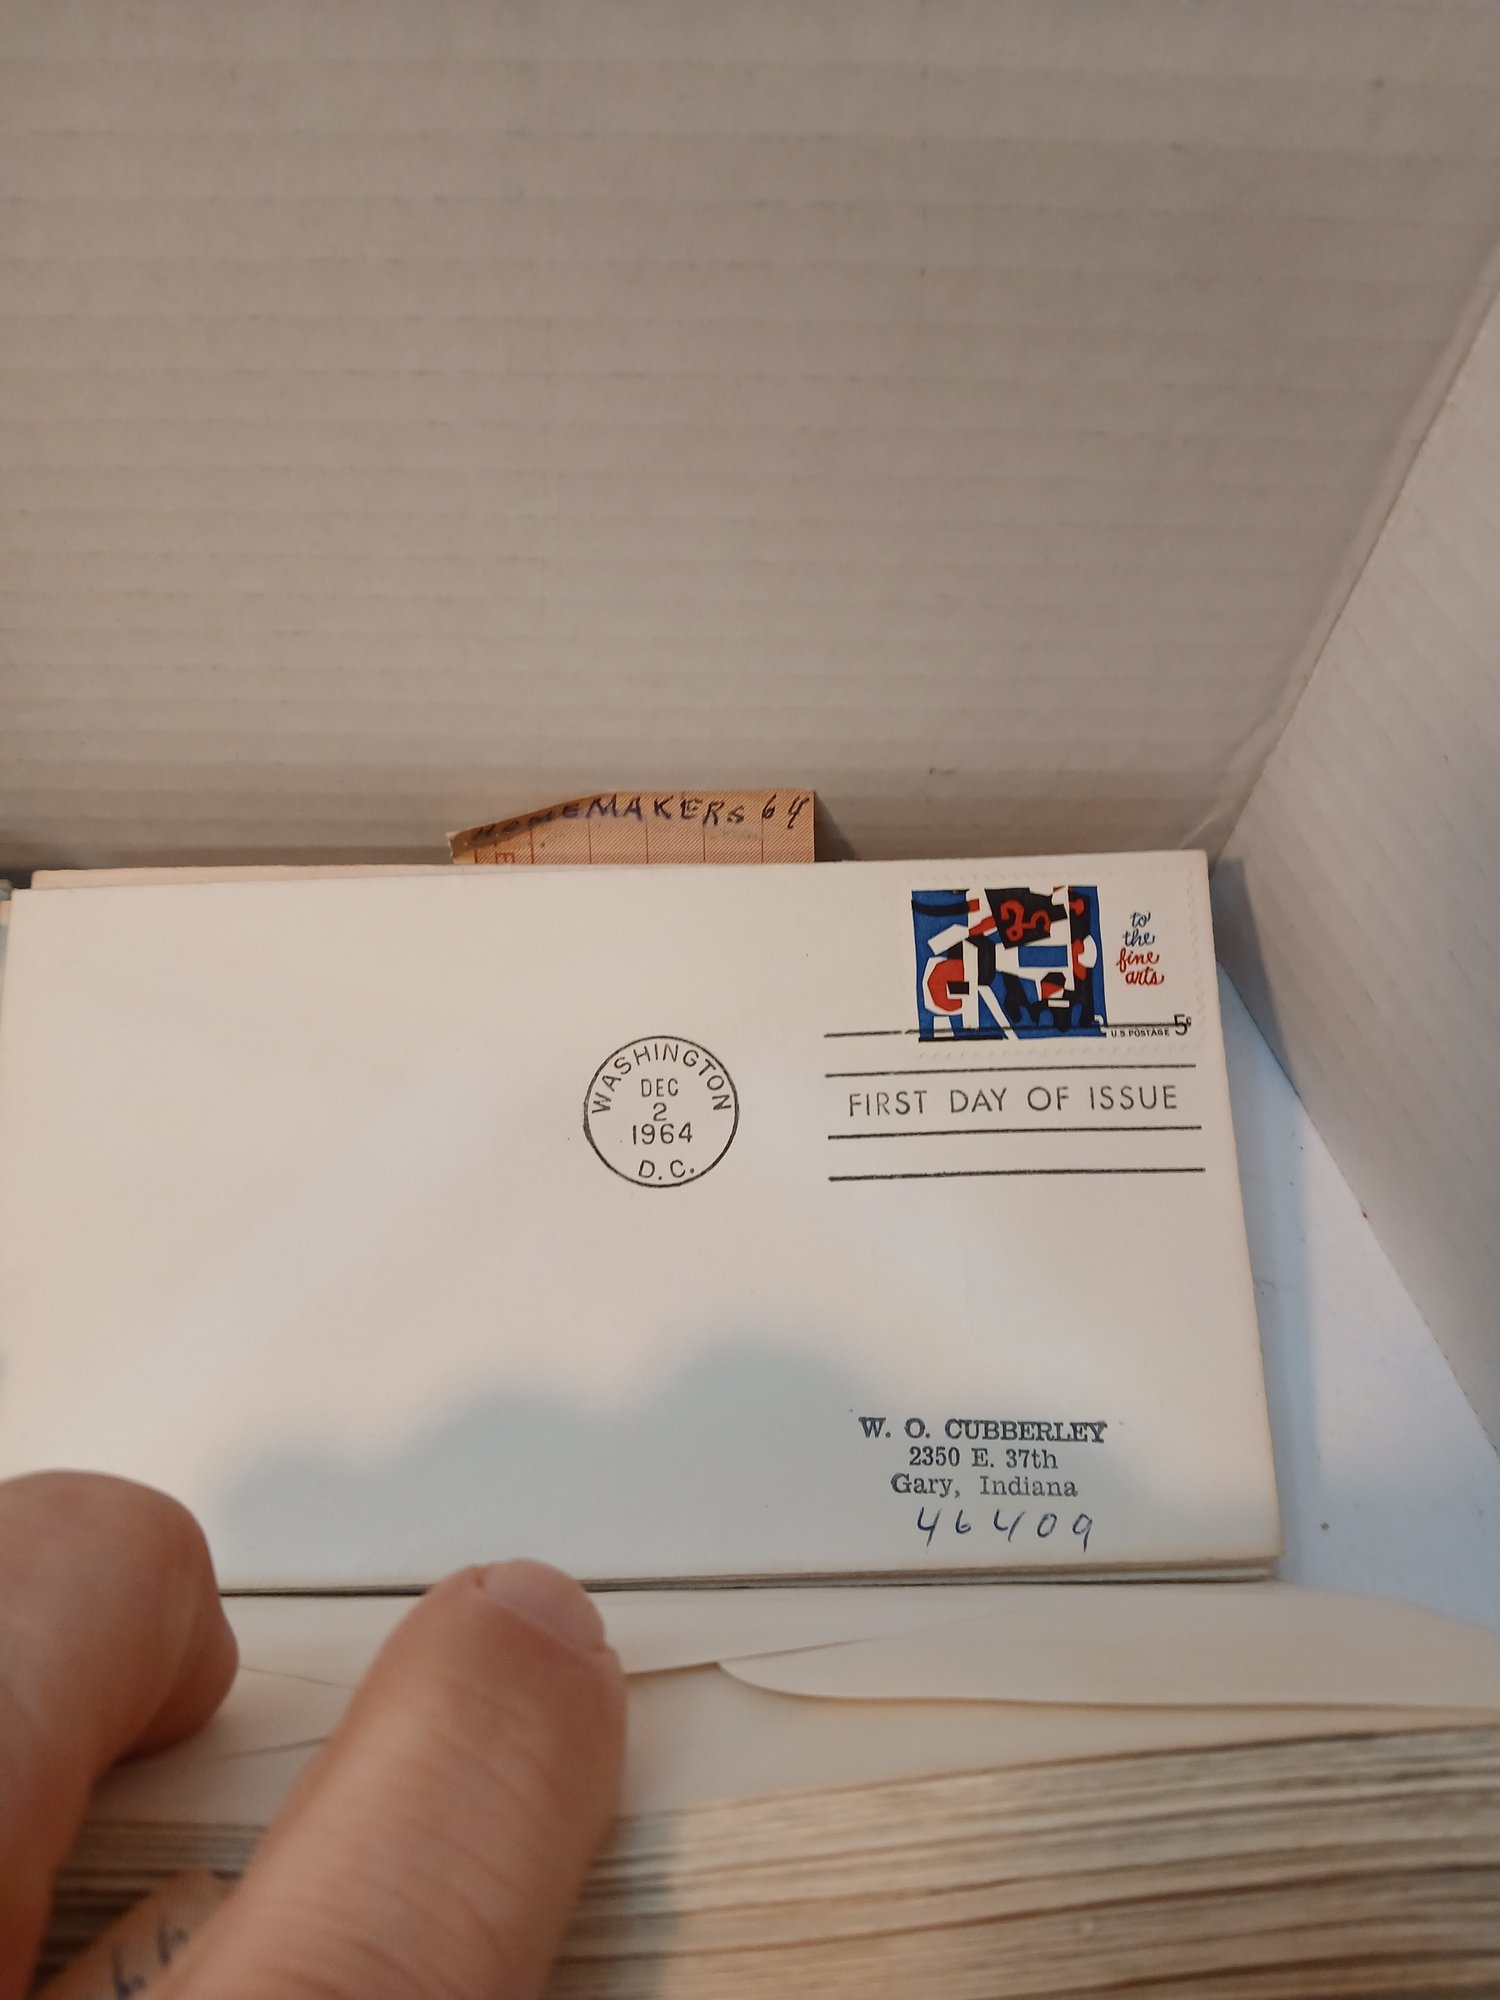 HOMEMAKERS 64
E
to
the
fine
arts
U.S. POSTAGE 5¢
WASHINGTON
DEC
2
1964
D.C.
FIRST DAY OF ISSUE
W. O. CUBBERLEY
2350 E. 37th
Gary, Indiana
46409